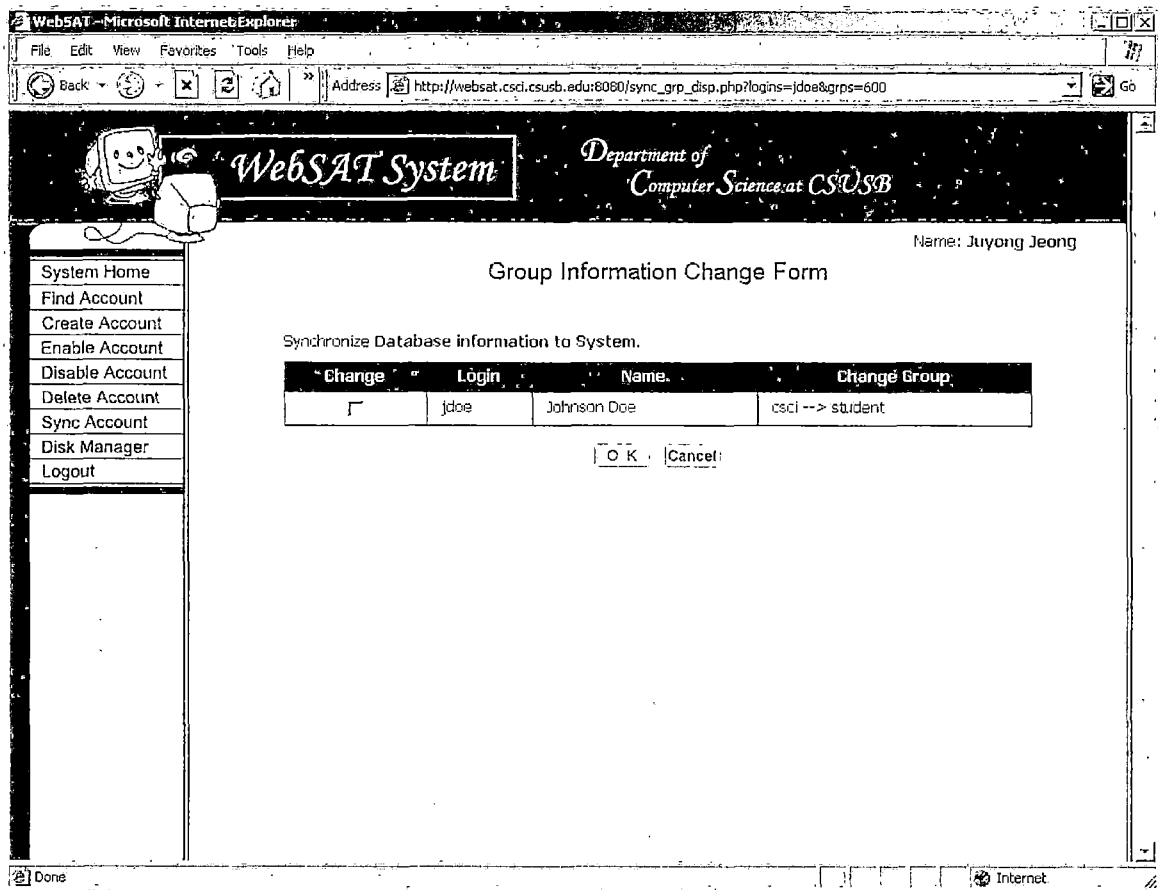 WebSAT - Microsoft Internet Explorer
File Edit View Favorites Tools Help
Back » Address http://websat.csci.csusb.edu:8080/sync_grp_disp.php?logins=jdoe&grps=600 Go
WebSAT System
Department of
Computer Science at CSUSB
Name: Juyong Jeong
System Home
Find Account
Create Account
Enable Account
Disable Account
Delete Account
Sync Account
Disk Manager
Logout
Group Information Change Form
Synchronize Database information to System.
Change Login Name Change Group
jdoe Johnson Doe csci --> student
O K Cancel
Done Internet